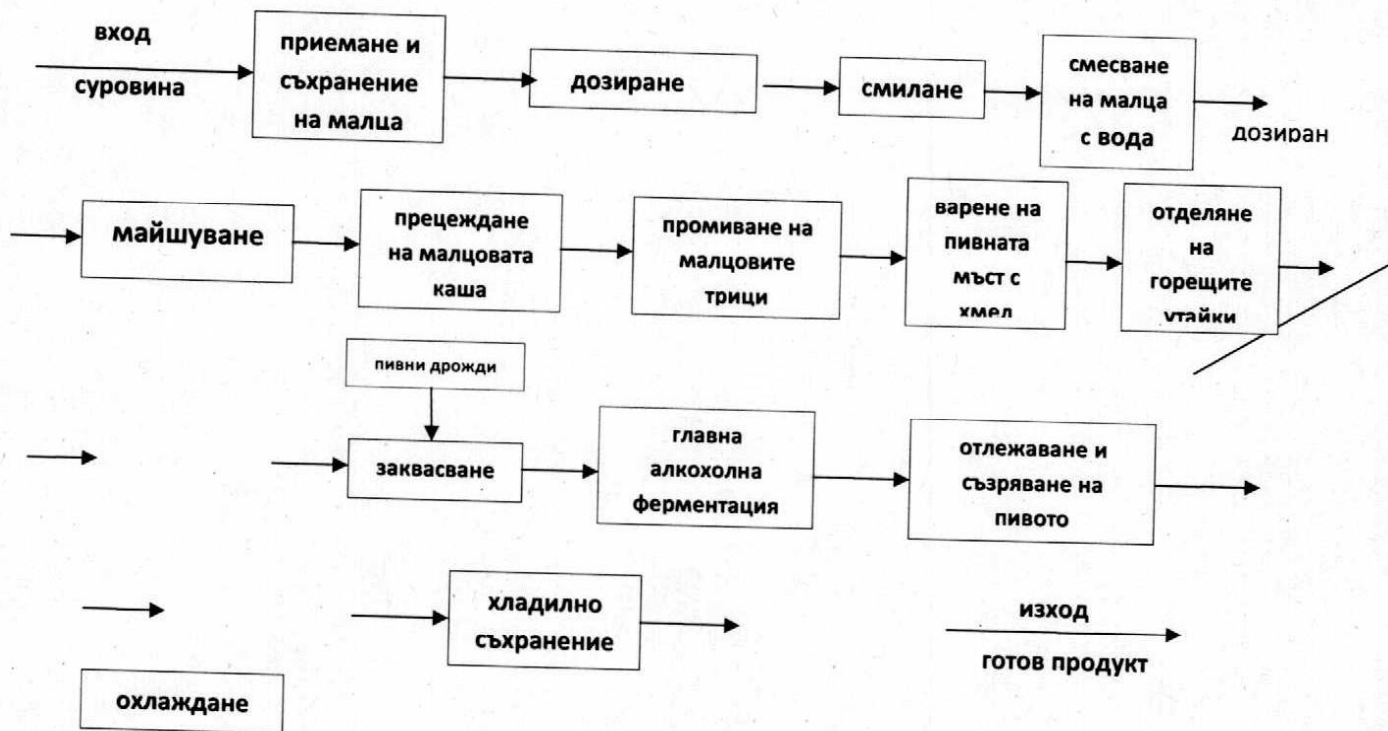 вход
суровина
приемане и
съхранение
на малца
дозиране
смилане
смесване
на малца
с вода
дозиран
майшуване
прецеждане
на малцовата
каша
промиване на
малцовите
трици
варене на
пивната
мъст с
хмел
отделяне
на
горещите
утайки
пивни дрожди
заквасване
главна
алкохолна
ферментация
отлежаване и
съзряване на
пивото
хладилно
съхранение
изход
готов продукт
охлаждане